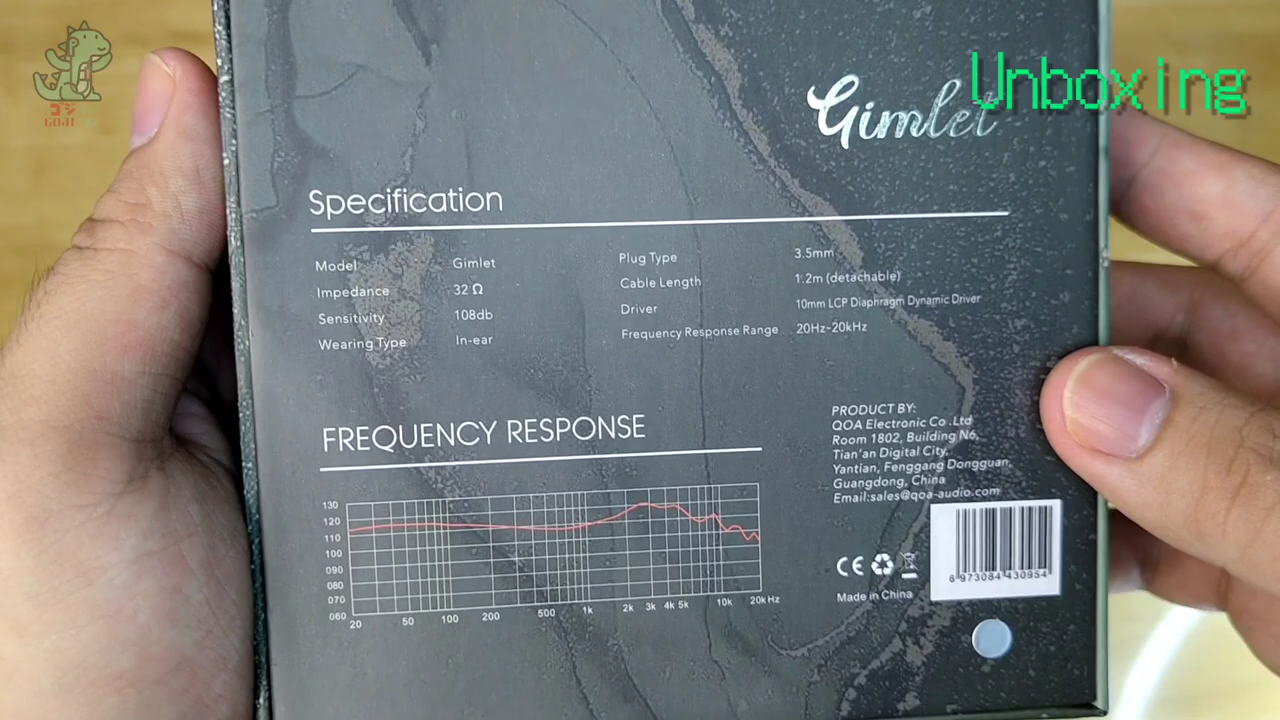 ゴジ
GOJI
Unboxing
Gimlet
Specification
Model Gimlet
Impedance 32 Ω
Sensitivity 108db
Wearing Type In-ear
Plug Type 3.5mm
Cable Length 1.2m (detachable)
Driver 10mm LCP Diaphragm Dynamic Driver
Frequency Response Range 20Hz-20kHz
FREQUENCY RESPONSE
130
120
110
100
090
080
070
060
20 50 100 200 500 1k 2k 3k 4k 5k 10k 20kHz
PRODUCT BY:
QOA Electronic Co .Ltd
Room 1802, Building N6,
Tian'an Digital City,
Yantian, Fenggang Dongguan,
Guangdong, China
Email:sales@qoa-audio.com
CE
Made in China
6 973084 430954